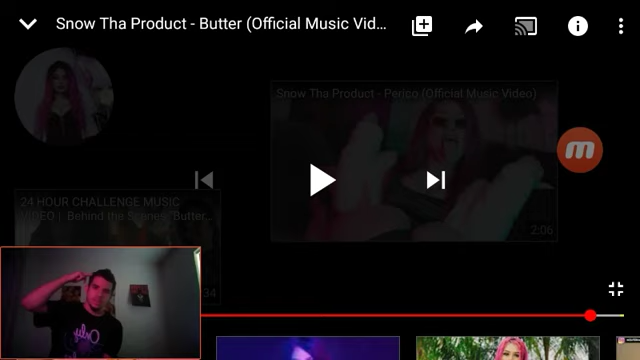 Snow Tha Product - Butter (Official Music Vid...
Snow Tha Product - Perico (Official Music Video)
24 HOUR CHALLENGE MUSIC
VIDEO | Behind the Scenes 'Butter...
2:06
34